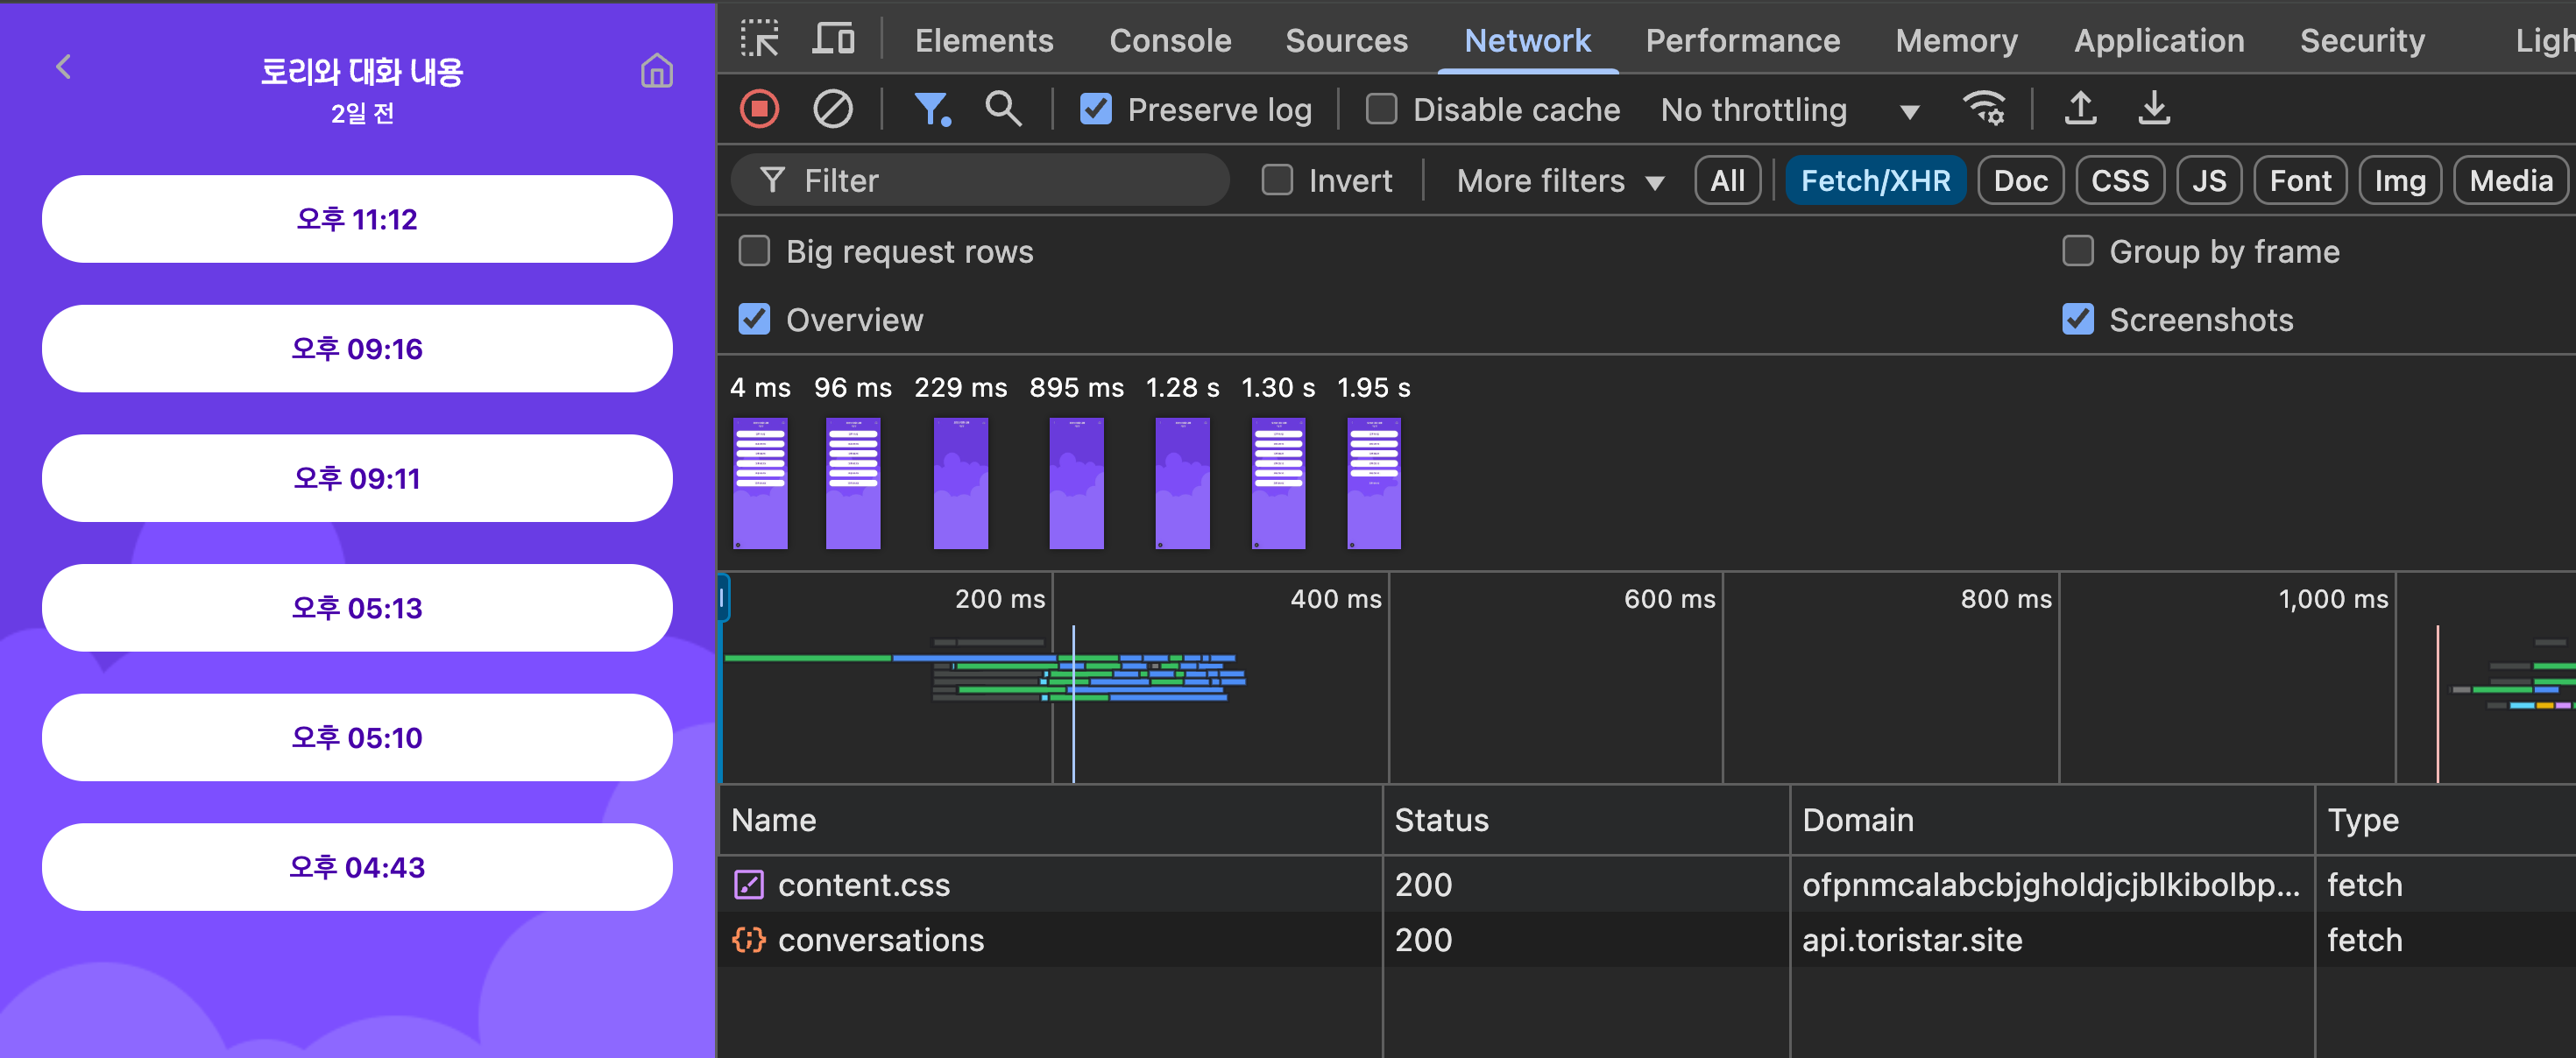 토리와 대화 내용
2일 전
오후 11:12
오후 09:16
오후 09:11
오후 05:13
오후 05:10
오후 04:43
Elements Console Sources Network Performance Memory Application Security Ligh
Preserve log Disable cache No throttling
Filter Invert More filters All Fetch/XHR Doc CSS JS Font Img Media
Big request rows Group by frame
Overview Screenshots
4 ms 96 ms 229 ms 895 ms 1.28 s 1.30 s 1.95 s
200 ms 400 ms 600 ms 800 ms 1,000 ms
Name Status Domain Type
content.css 200 ofpnmcalabcbjgholdjcjblkibolbp... fetch
conversations 200 api.toristar.site fetch